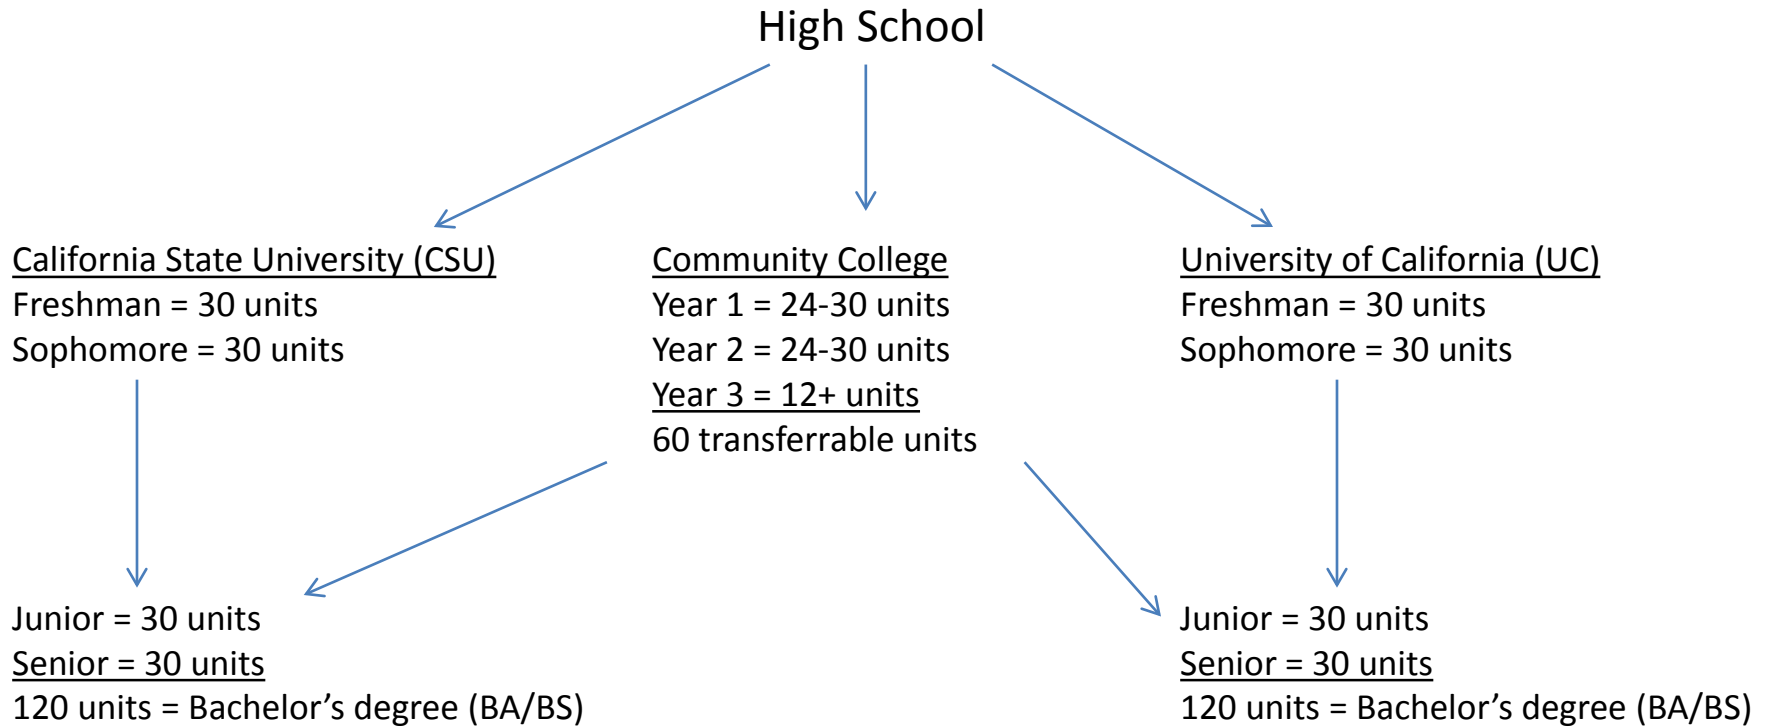 High School
California State University (CSU)
Freshman = 30 units
Sophomore = 30 units
Community College
Year 1 = 24-30 units
Year 2 = 24-30 units
Year 3 = 12+ units
60 transferrable units
University of California (UC)
Freshman = 30 units
Sophomore = 30 units
Junior = 30 units
Senior = 30 units
120 units = Bachelor’s degree (BA/BS)
Junior = 30 units
Senior = 30 units
120 units = Bachelor’s degree (BA/BS)